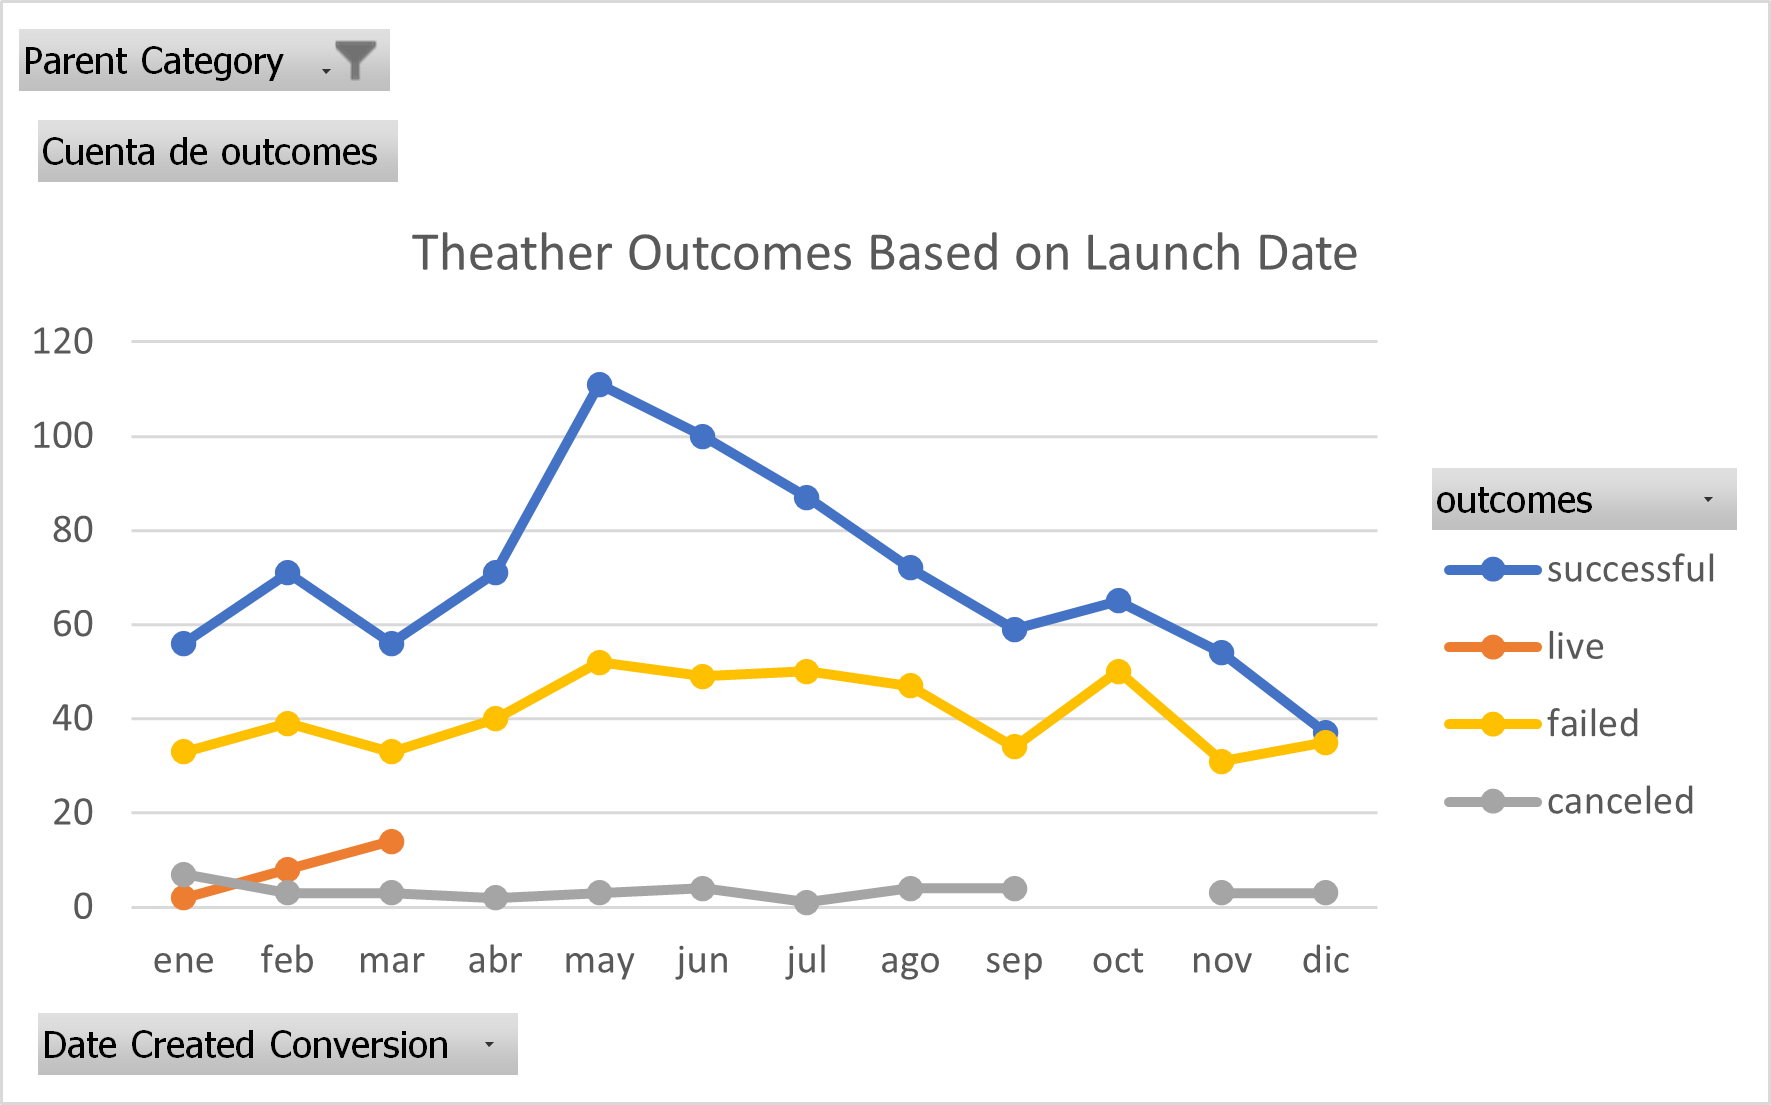 Parent Category
Cuenta de outcomes
Theather Outcomes Based on Launch Date
120
100
80
60
40
20
0
ene feb mar abr may jun jul ago sep oct nov dic
outcomes
successful
live
failed
canceled
Date Created Conversion